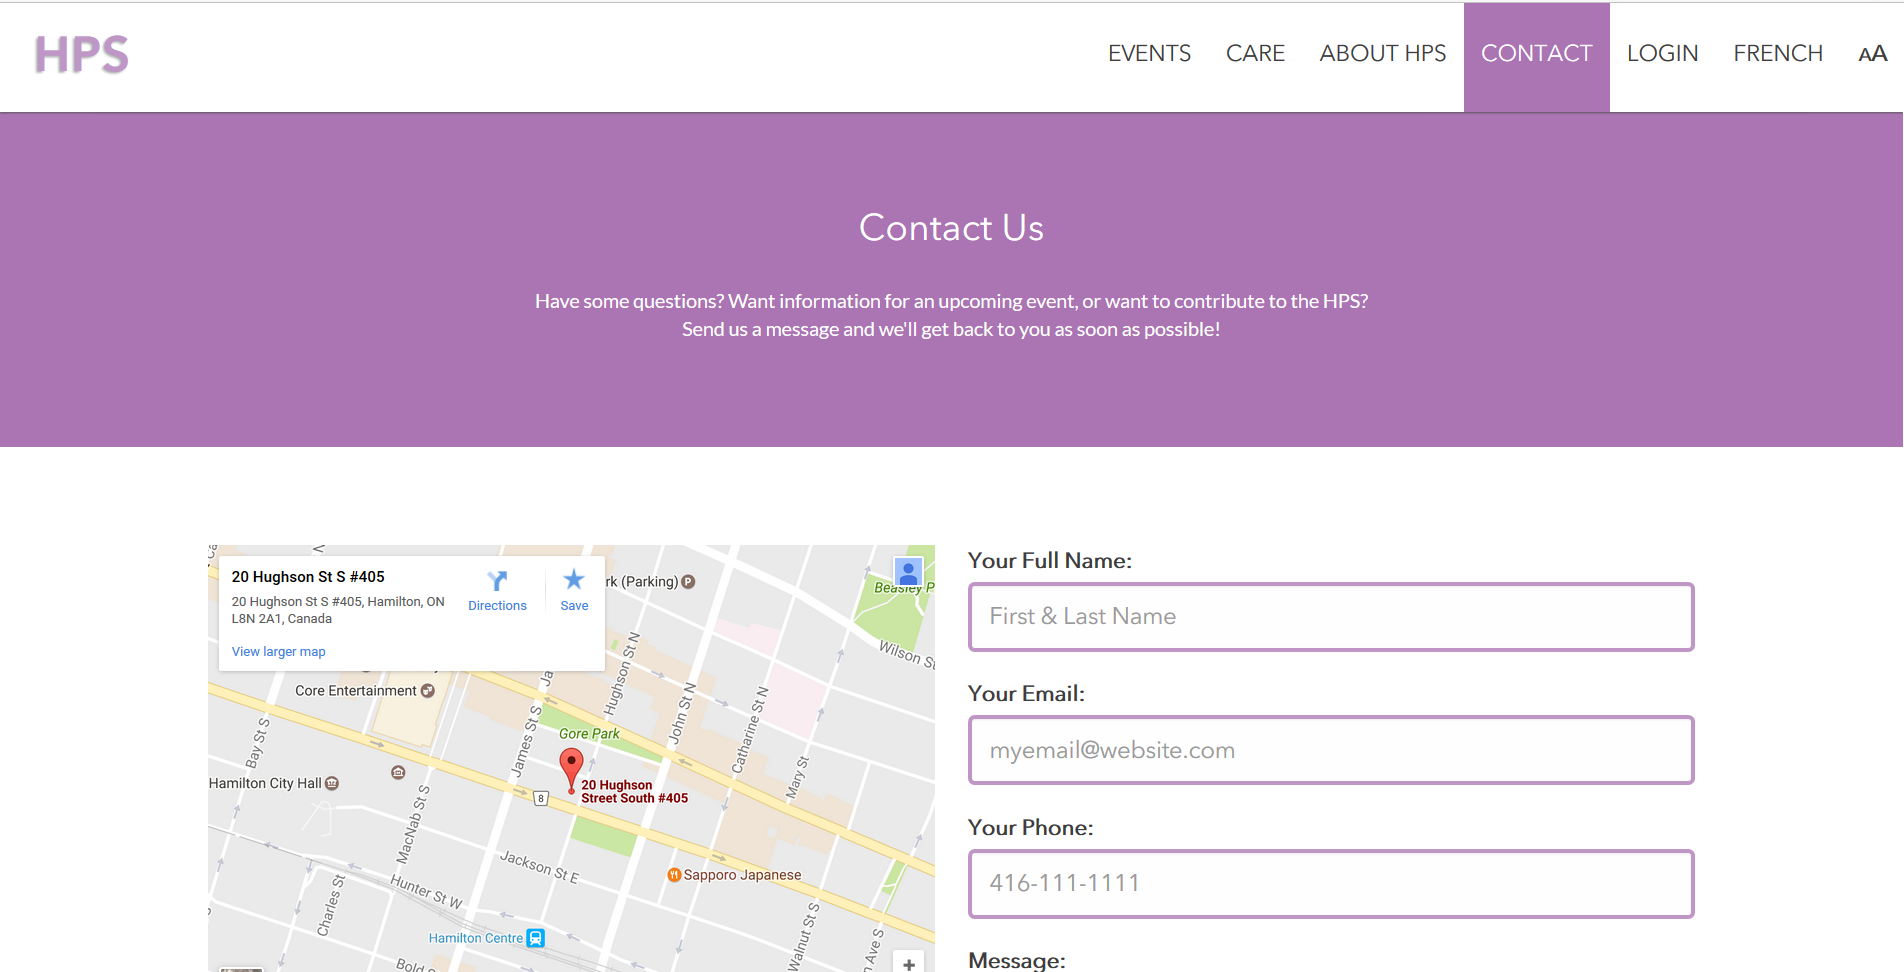 HPS
EVENTS
CARE
ABOUT HPS
CONTACT
LOGIN
FRENCH
AA
Contact Us
Have some questions? Want information for an upcoming event, or want to contribute to the HPS?
Send us a message and we'll get back to you as soon as possible!
20 Hughson St S #405
20 Hughson St S #405, Hamilton, ON
L8N 2A1, Canada
Directions
Save
View larger map
(Parking)
P
Core Entertainment
Hughson St N
John St N
Catharine St N
Mary St
Wilson
Bay St S
James St S
Gore Park
Hamilton City Hall
20 Hughson
Street South #405
8
MacNab St S
Jackson St E
Hunter St W
Charles St
Sapporo Japanese
Hamilton Centre
Walnut St S
Ave S
Bold
+
Your Full Name:
First & Last Name
Your Email:
myemail@website.com
Your Phone:
416-111-1111
Message: